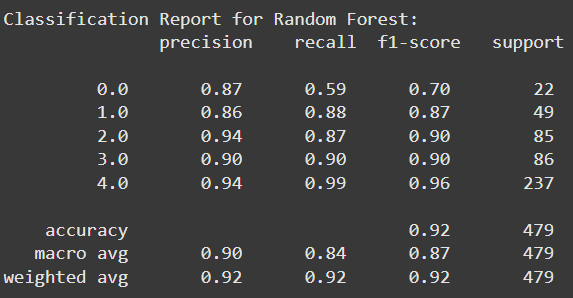 Classification Report for Random Forest:
precision recall f1-score support
0.0 0.87 0.59 0.70 22
1.0 0.86 0.88 0.87 49
2.0 0.94 0.87 0.90 85
3.0 0.90 0.90 0.90 86
4.0 0.94 0.99 0.96 237
accuracy 0.92 479
macro avg 0.90 0.84 0.87 479
weighted avg 0.92 0.92 0.92 479